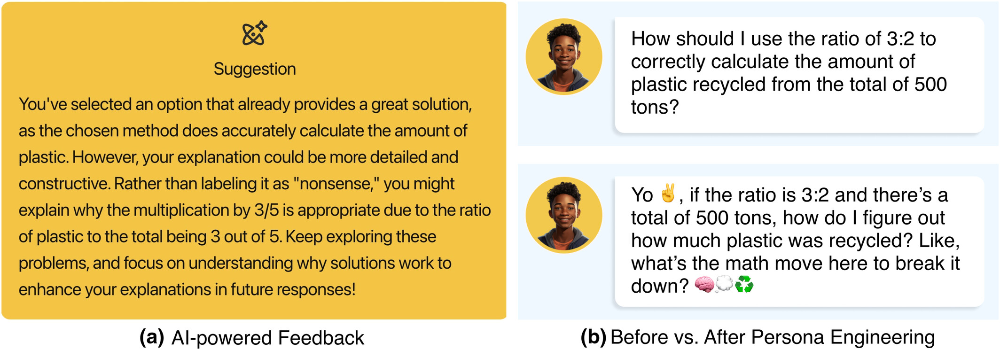 Suggestion
You've selected an option that already provides a great solution,
as the chosen method does accurately calculate the amount of
plastic. However, your explanation could be more detailed and
constructive. Rather than labeling it as "nonsense," you might
explain why the multiplication by 3/5 is appropriate due to the ratio
of plastic to the total being 3 out of 5. Keep exploring these
problems, and focus on understanding why solutions work to
enhance your explanations in future responses!
(a) AI-powered Feedback
How should I use the ratio of 3:2 to
correctly calculate the amount of
plastic recycled from the total of 500
tons?
Yo ✌️, if the ratio is 3:2 and there’s a
total of 500 tons, how do I figure out
how much plastic was recycled? Like,
what’s the math move here to break it
down? 🧠💭♻️
(b) Before vs. After Persona Engineering